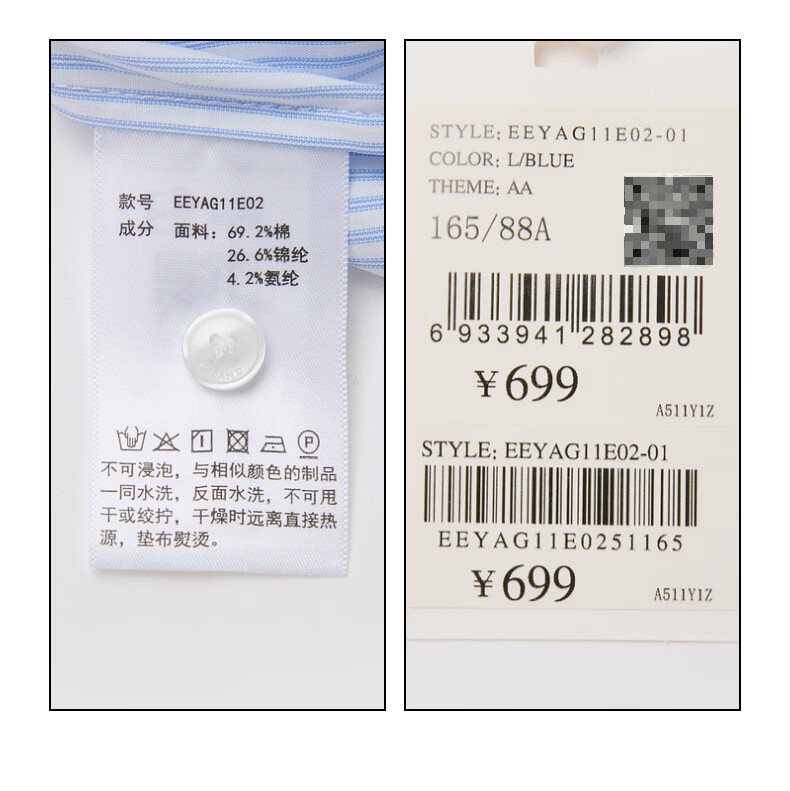 款号 EEYAG11E02
成分 面料: 69.2%棉
26.6%锦纶
4.2%氨纶
P
不可浸泡,与相似颜色的制品
一同水洗,反面水洗,不可甩
干或绞拧,干燥时远离直接热
源,垫布熨烫。
STYLE: EEYAG11E02-01
COLOR: L/BLUE
THEME: AA
165/88A
6 933941 282898
¥699
A511Y1Z
STYLE: EEYAG11E02-01
EEYAG11E0251165
¥699
A511Y1Z